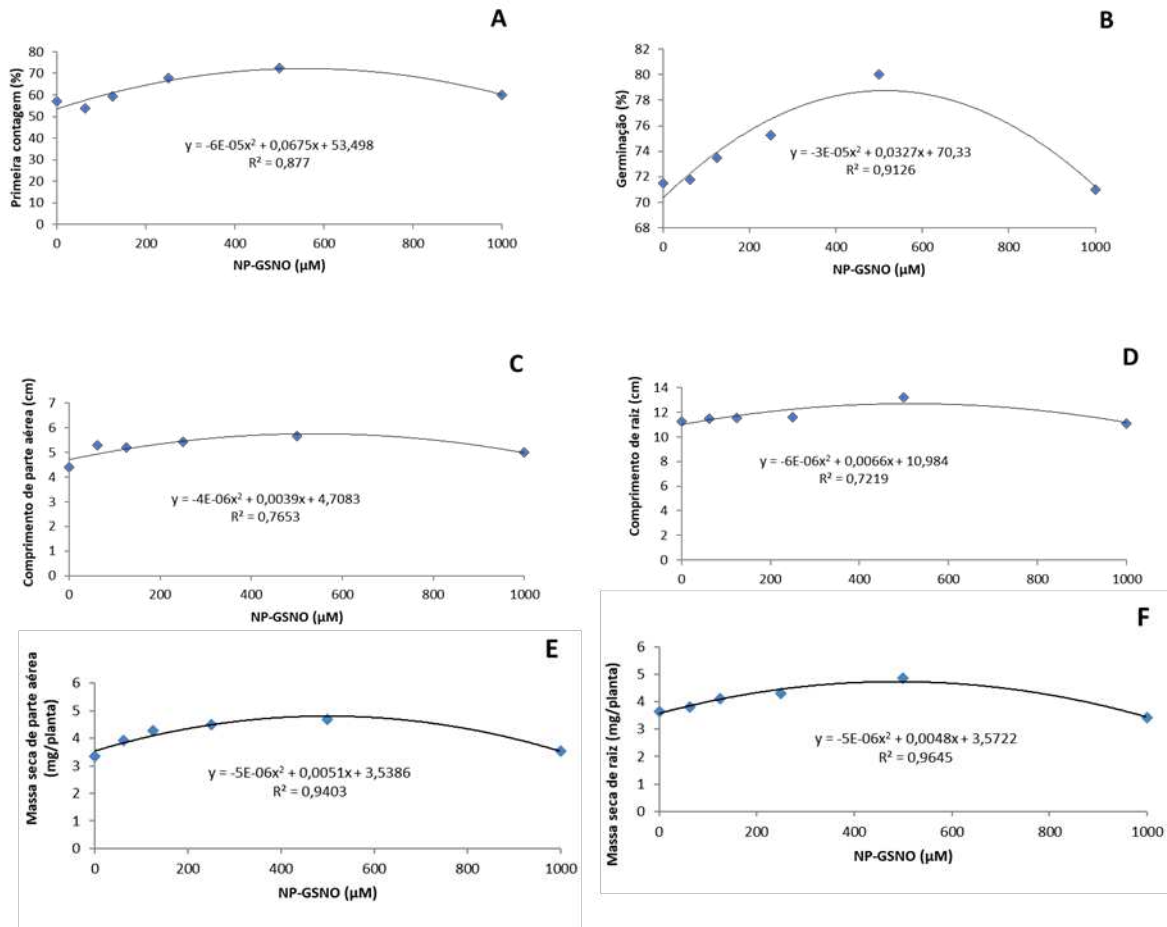 A
Primeira contagem (%)
80
70
60
50
40
30
20
10
0
y = -6E-05x² + 0,0675x + 53,498
R² = 0,877
0 200 400 600 800 1000
NP-GSNO (µM)
B
Germinação (%)
82
80
78
76
74
72
70
68
y = -3E-05x² + 0,0327x + 70,33
R² = 0,9126
0 200 400 600 800 1000
NP-GSNO (µM)
C
Comprimento de parte aérea (cm)
7
6
5
4
3
2
1
0
y = -4E-06x² + 0,0039x + 4,7083
R² = 0,7653
0 200 400 600 800 1000
NP-GSNO (µM)
D
Comprimento de raiz (cm)
14
12
10
8
6
4
2
0
y = -6E-06x² + 0,0066x + 10,984
R² = 0,7219
0 200 400 600 800 1000
NP-GSNO (µM)
E
Massa seca de parte aérea
(mg/planta)
6
5
4
3
2
1
0
y = -5E-06x² + 0,0051x + 3,5386
R² = 0,9403
0 200 400 600 800 1000
NP-GSNO (µM)
F
Massa seca de raiz (mg/planta)
6
5
4
3
2
1
0
y = -5E-06x² + 0,0048x + 3,5722
R² = 0,9645
0 200 400 600 800 1000
NP-GSNO (µM)